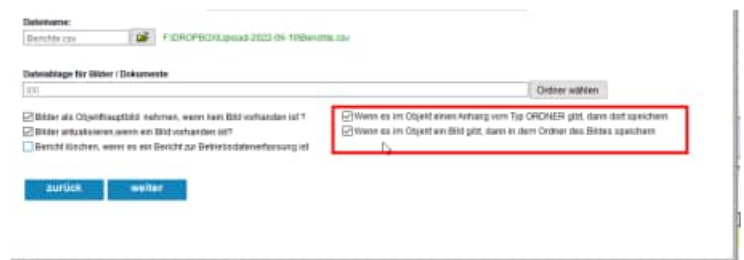 Dateiname:
Berichte.csv F:\DROPBOX\Upload-2022-06-10\Berichte.csv
Dateiablage für Bilder / Dokumente
Ordner wählen
Bilder als Objekthauptbild nehmen, wenn kein Bild vorhanden ist ? Wenn es im Objekt einen Anhang vom Typ ORDNER gibt, dann dort speichern
Bilder aktualisieren,wenn ein Bild vorhanden ist? Wenn es im Objekt ein Bild gibt, dann in dem Ordner des Bildes speichern
Bericht löschen, wenn es ein Bericht zur Betriebsdatenerfassung ist
zurück weiter